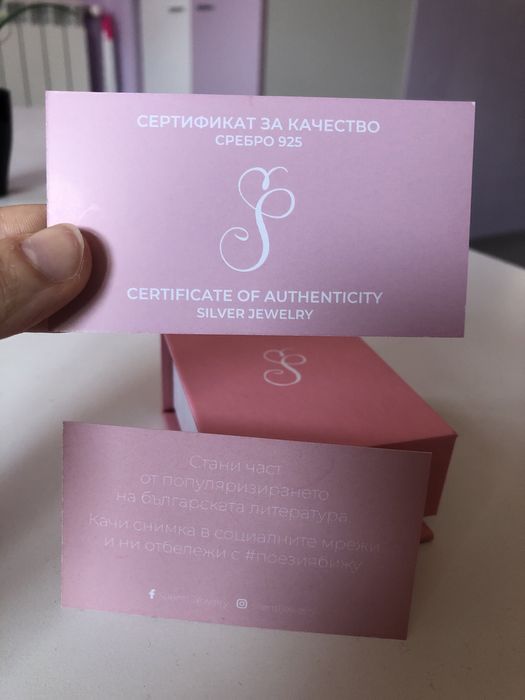 СЕРТИФИКАТ ЗА КАЧЕСТВО
СРЕБРО 925
CERTIFICATE OF AUTHENTICITY
SILVER JEWELRY
Стани част
от популяризирането
на българската литература.
Качи снимка в социалните мрежи
и ни отбележи с #поезиябижу